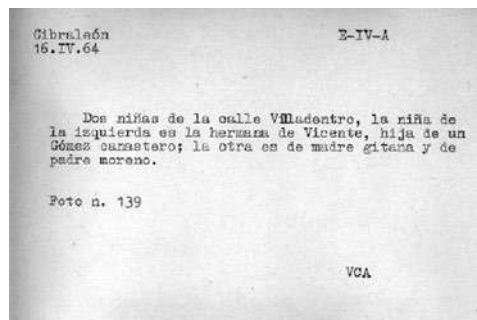 Gibraleón E-IV-A
16.IV.64
Dos niñas de la calle Villadentro, la niña de
la izquierda es la hermana de Vicente, hija de un
Gómez canastero; la otra es de madre gitana y de
padre moreno.
Foto n. 139
VCA